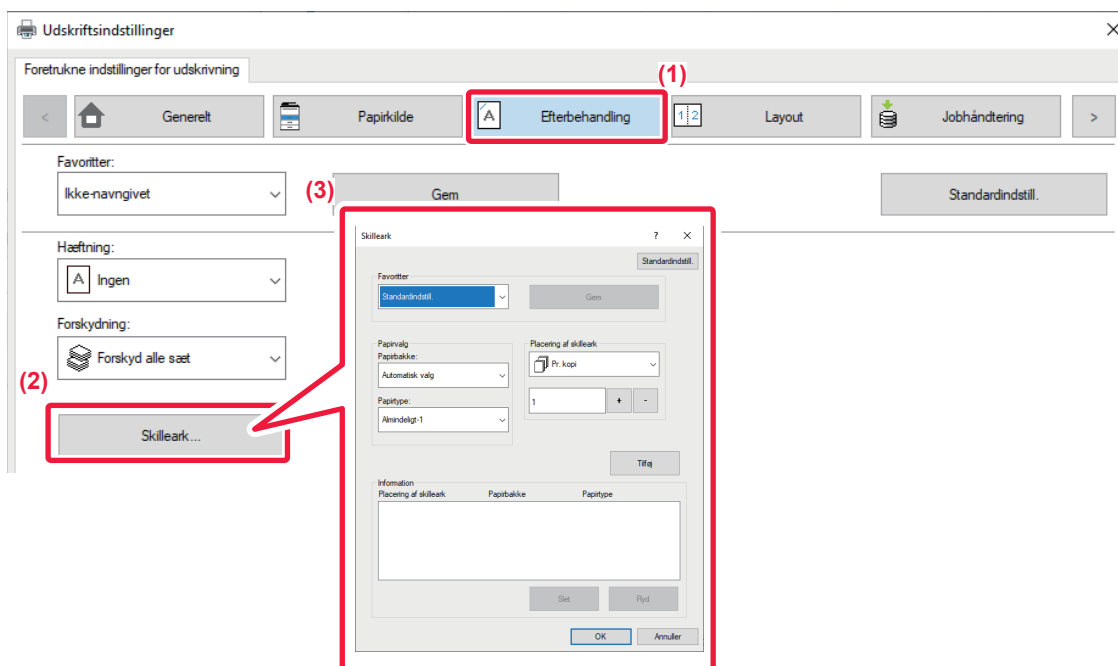 Udskriftsindstillinger
Foretrukne indstillinger for udskrivning
(1)
< Generelt Papirkilde A Efterbehandling 1 2 Layout Jobhåndtering >
Favoritter:
Ikke-navngivet
(3)
Gem
Standardindstill.
Hæftning:
A Ingen
Forskydning:
Forskyd alle sæt
(2)
Skilleark...
Skilleark ? ×
Standardindstill.
Favoritter
Standardindstill. Gem
Papirvalg
Papirbakke:
Automatisk valg
Papirtype:
Almindeligt-1
Placering af skilleark
Pr. kopi
1 + -
Tilføj
Information
Placering af skilleark Papirbakke Papirtype
Slet Ryd
OK Annuller